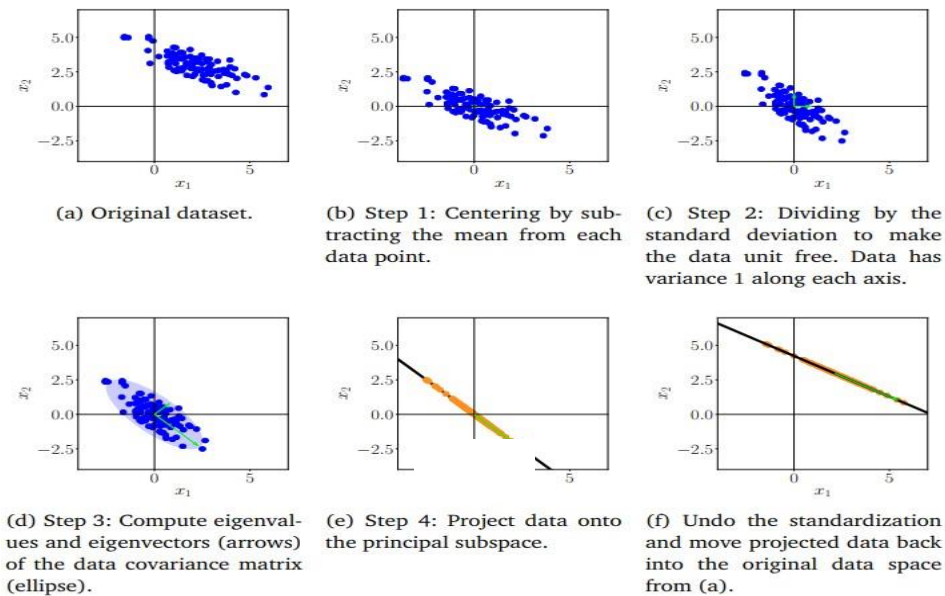 5.0
2.5
0.0
−2.5
x₂
0
5
x₁
(a) Original dataset.
5.0
2.5
0.0
−2.5
x₂
0
5
x₁
(b) Step 1: Centering by sub-
tracting the mean from each
data point.
5.0
2.5
0.0
−2.5
x₂
0
5
x₁
(c) Step 2: Dividing by the
standard deviation to make
the data unit free. Data has
variance 1 along each axis.
5.0
2.5
0.0
−2.5
x₂
0
5
x₁
(d) Step 3: Compute eigenval-
ues and eigenvectors (arrows)
of the data covariance matrix
(ellipse).
5.0
2.5
0.0
−2.5
x₂
5
(e) Step 4: Project data onto
the principal subspace.
5.0
2.5
0.0
−2.5
x₂
0
5
x₁
(f) Undo the standardization
and move projected data back
into the original data space
from (a).